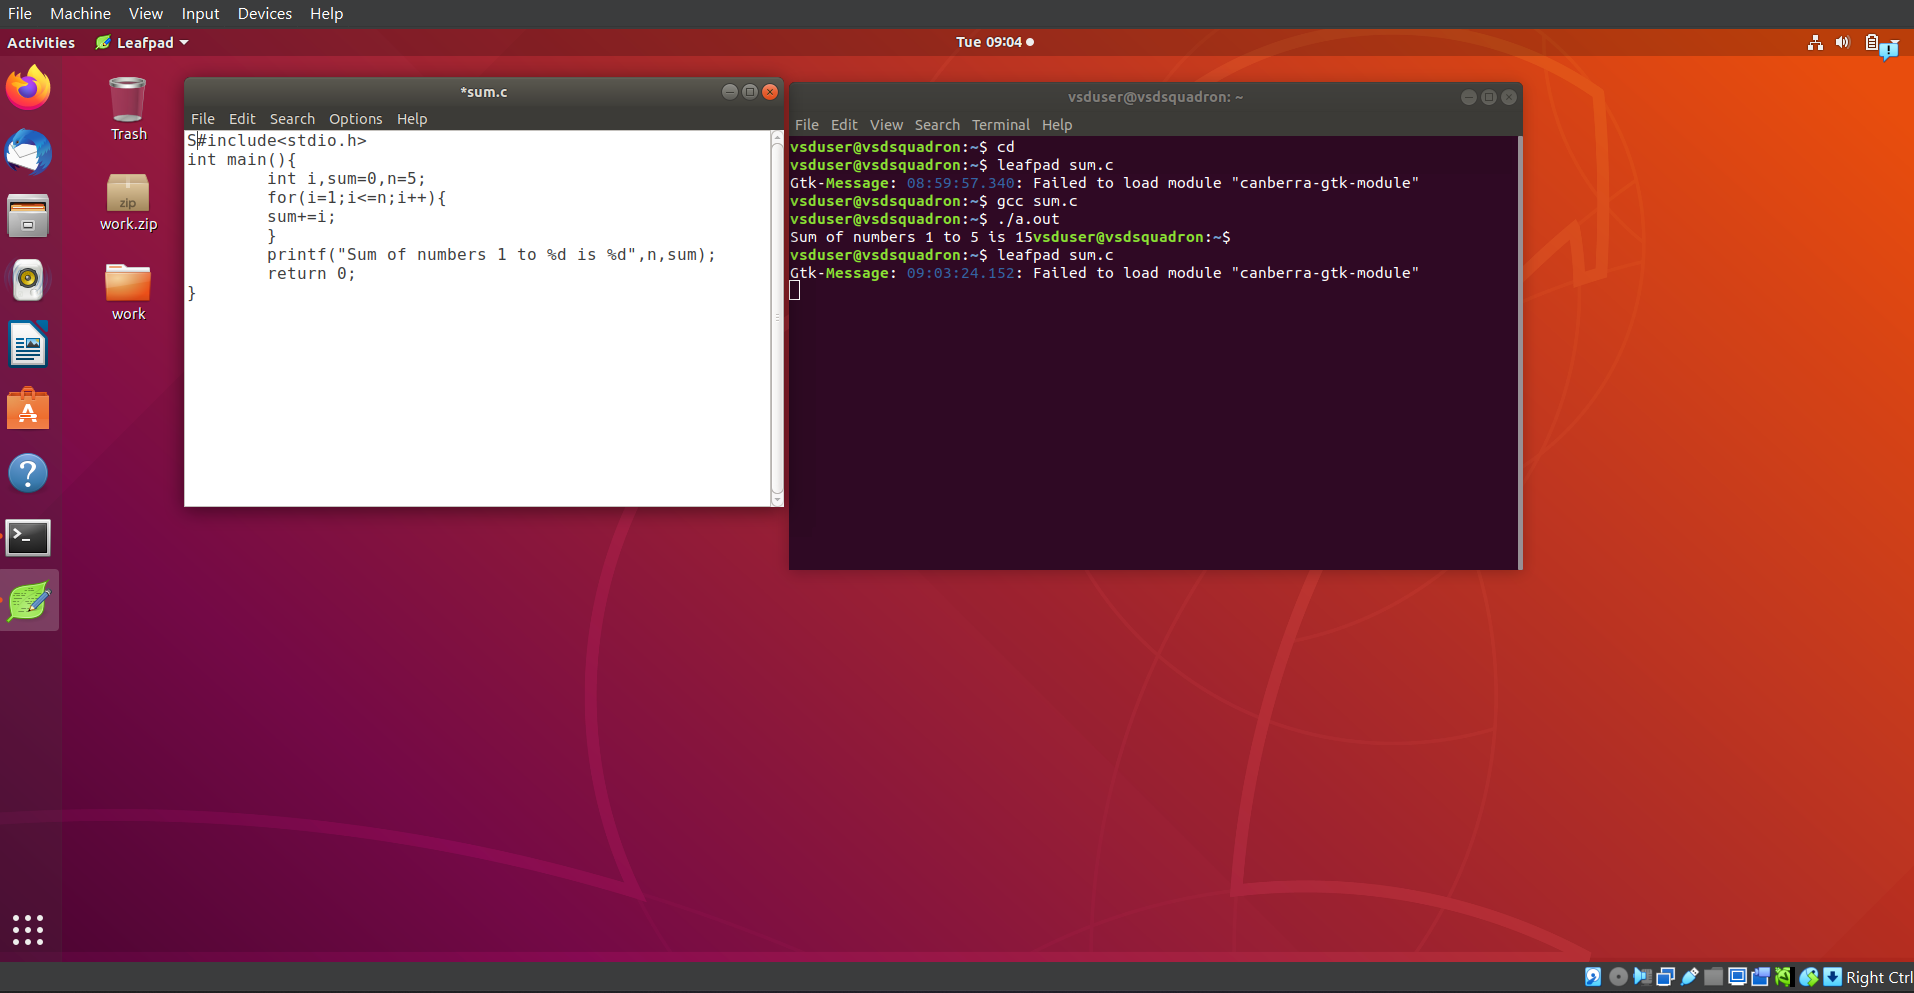 File Machine View Input Devices Help
Activities Leafpad Tue 09:04
Trash
zip
work.zip
work
*sum.c
File Edit Search Options Help
S#include<stdio.h>
int main(){
        int i,sum=0,n=5;
        for(i=1;i<=n;i++){
        sum+=i;
        }
        printf("Sum of numbers 1 to %d is %d",n,sum);
        return 0;
}
vsduser@vsdsquadron: ~
File Edit View Search Terminal Help
vsduser@vsdsquadron:~$ cd
vsduser@vsdsquadron:~$ leafpad sum.c
Gtk-Message: 08:59:57.340: Failed to load module "canberra-gtk-module"
vsduser@vsdsquadron:~$ gcc sum.c
vsduser@vsdsquadron:~$ ./a.out
Sum of numbers 1 to 5 is 15vsduser@vsdsquadron:~$
vsduser@vsdsquadron:~$ leafpad sum.c
Gtk-Message: 09:03:24.152: Failed to load module "canberra-gtk-module"
Right Ctrl